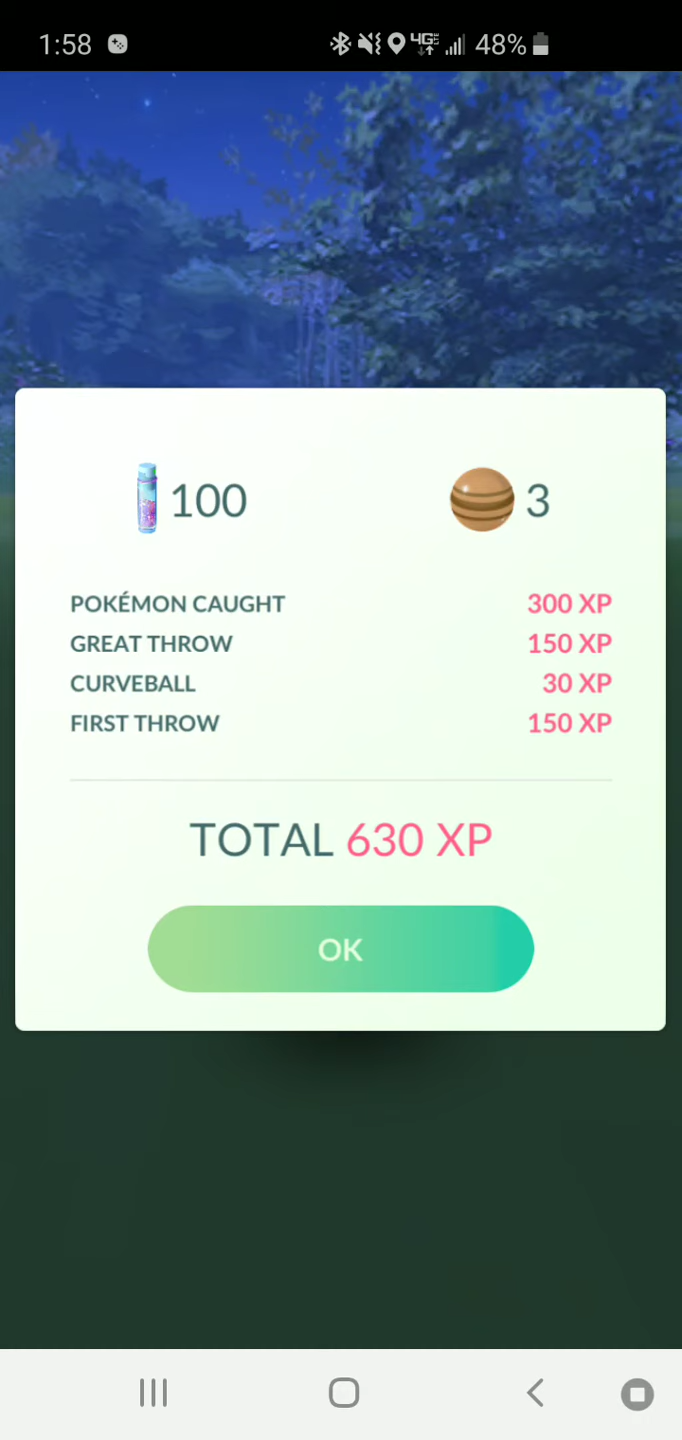 1:58 4G LTE 48%
100 3
POKÉMON CAUGHT 300 XP
GREAT THROW 150 XP
CURVEBALL 30 XP
FIRST THROW 150 XP
TOTAL 630 XP
OK